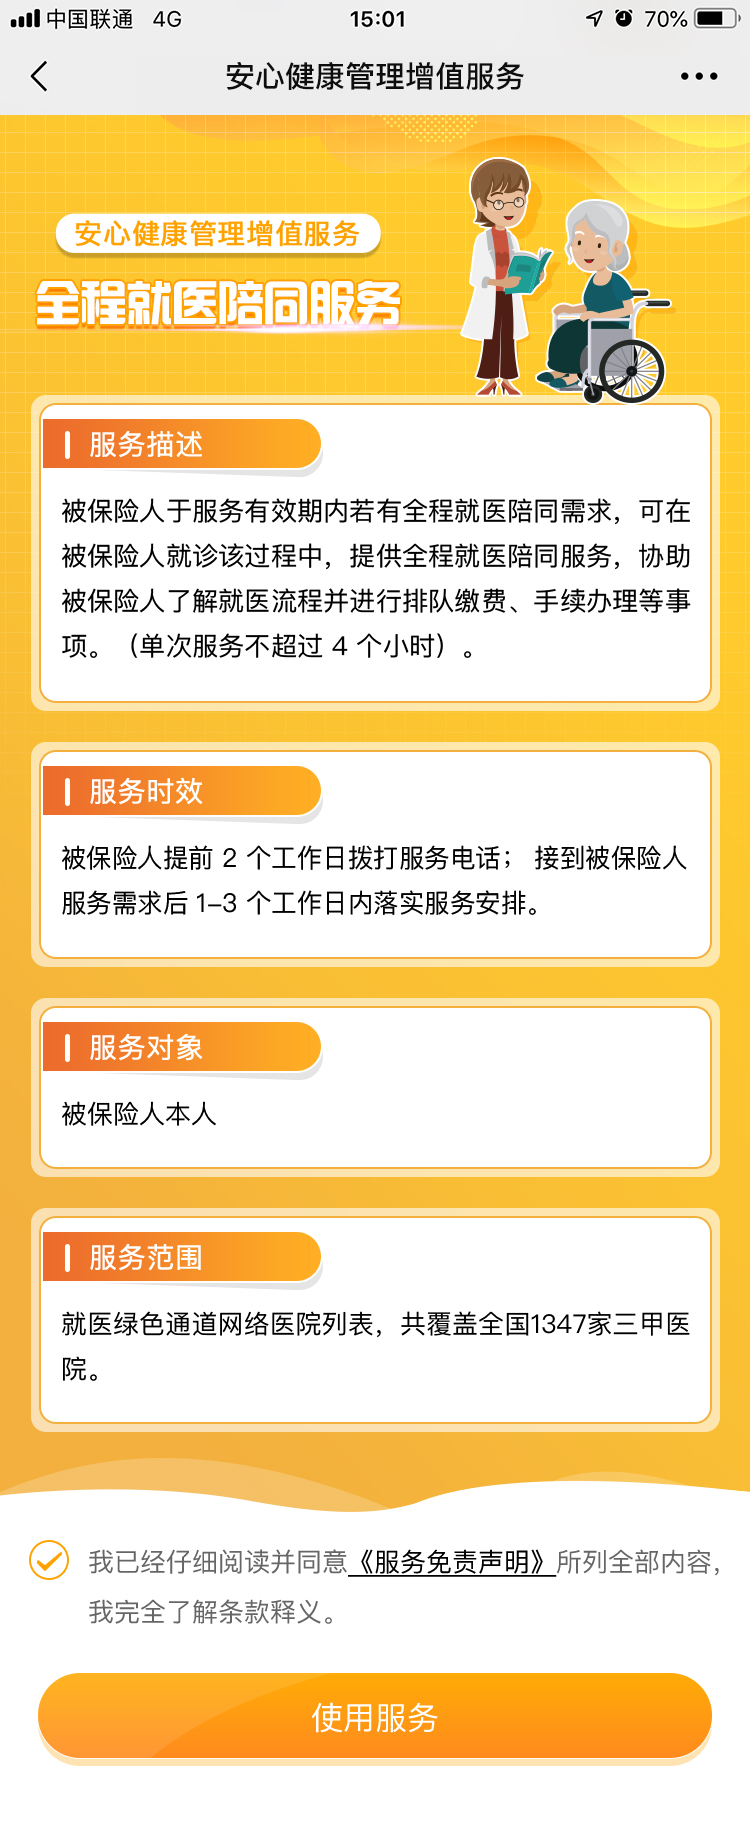 中国联通 4G 15:01 70%
安心健康管理增值服务
安心健康管理增值服务
全程就医陪同服务
服务描述
被保险人于服务有效期内若有全程就医陪同需求，可在
被保险人就诊该过程中，提供全程就医陪同服务，协助
被保险人了解就医流程并进行排队缴费、手续办理等事
项。（单次服务不超过 4 个小时）。
服务时效
被保险人提前 2 个工作日拨打服务电话； 接到被保险人
服务需求后 1-3 个工作日内落实服务安排。
服务对象
被保险人本人
服务范围
就医绿色通道网络医院列表，共覆盖全国1347家三甲医
院。
我已经仔细阅读并同意《服务免责声明》所列全部内容，
我完全了解条款释义。
使用服务